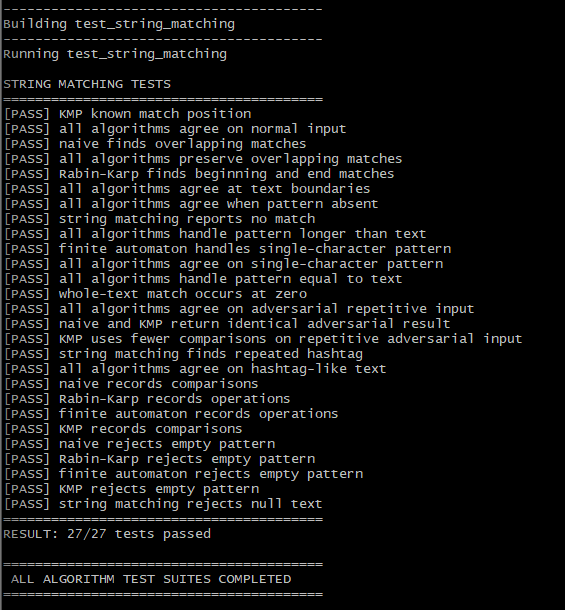 ----------------------------------------
Building test_string_matching
----------------------------------------
Running test_string_matching

STRING MATCHING TESTS
========================================
[PASS] KMP known match position
[PASS] all algorithms agree on normal input
[PASS] naive finds overlapping matches
[PASS] all algorithms preserve overlapping matches
[PASS] Rabin-Karp finds beginning and end matches
[PASS] all algorithms agree at text boundaries
[PASS] all algorithms agree when pattern absent
[PASS] string matching reports no match
[PASS] all algorithms handle pattern longer than text
[PASS] finite automaton handles single-character pattern
[PASS] all algorithms agree on single-character pattern
[PASS] all algorithms handle pattern equal to text
[PASS] whole-text match occurs at zero
[PASS] all algorithms agree on adversarial repetitive input
[PASS] naive and KMP return identical adversarial result
[PASS] KMP uses fewer comparisons on repetitive adversarial input
[PASS] string matching finds repeated hashtag
[PASS] all algorithms agree on hashtag-like text
[PASS] naive records comparisons
[PASS] Rabin-Karp records operations
[PASS] finite automaton records operations
[PASS] KMP records comparisons
[PASS] naive rejects empty pattern
[PASS] Rabin-Karp rejects empty pattern
[PASS] finite automaton rejects empty pattern
[PASS] KMP rejects empty pattern
[PASS] string matching rejects null text
========================================
RESULT: 27/27 tests passed

========================================
 ALL ALGORITHM TEST SUITES COMPLETED
========================================